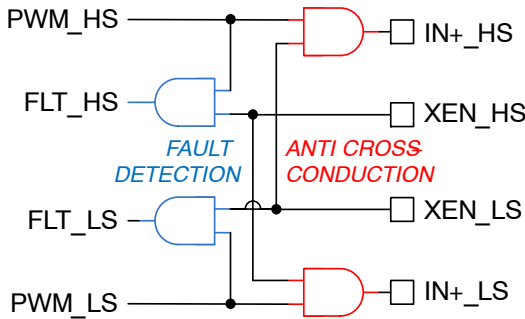 PWM_HS
IN+_HS
FLT_HS
XEN_HS
FAULT
DETECTION
ANTI CROSS-
CONDUCTION
FLT_LS
XEN_LS
PWM_LS
IN+_LS